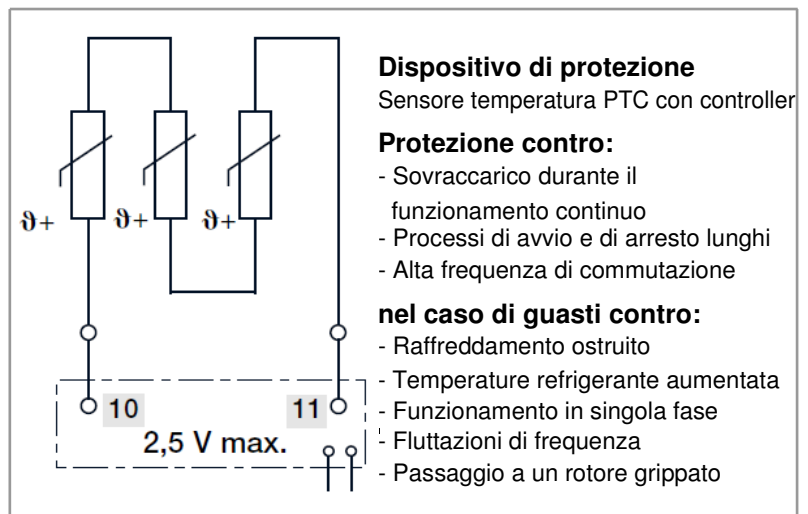 Dispositivo di protezione
Sensore temperatura PTC con controller
Protezione contro:
- Sovraccarico durante il
funzionamento continuo
- Processi di avvio e di arresto lunghi
- Alta frequenza di commutazione
nel caso di guasti contro:
- Raffreddamento ostruito
- Temperature refrigerante aumentata
- Funzionamento in singola fase
- Fluttazioni di frequenza
- Passaggio a un rotore grippato
ϑ+ ϑ+ ϑ+
10 11
2,5 V max.